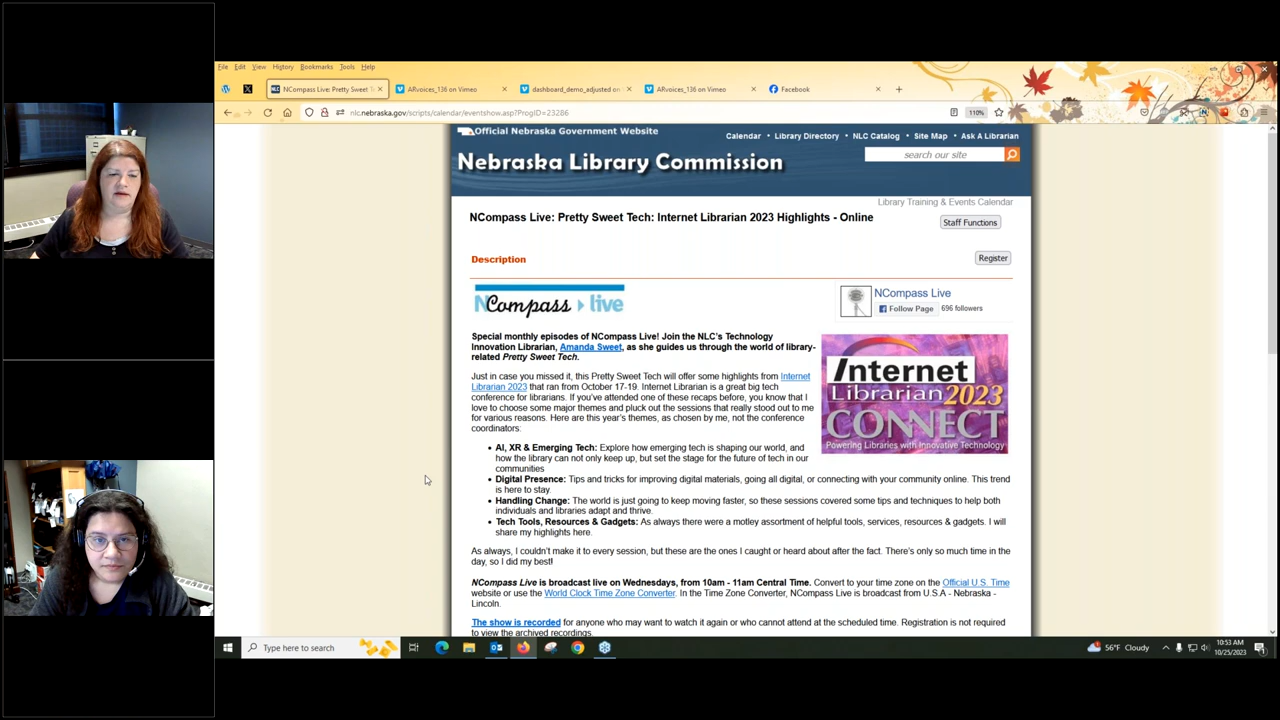 File Edit View History Bookmarks Tools Help
NLC NCompass Live: Pretty Sweet T
ARvoices_136 on Vimeo
dashboard_demo_adjusted on
ARvoices_136 on Vimeo
Facebook
nlc.nebraska.gov/scripts/calendar/eventshow.asp?ProgID=23286
110%
Official Nebraska Government Website
Calendar • Library Directory • NLC Catalog • Site Map • Ask A Librarian
Nebraska Library Commission
search our site
Library Training & Events Calendar
NCompass Live: Pretty Sweet Tech: Internet Librarian 2023 Highlights - Online
Staff Functions
Description
Register
NCompass live
NCompass Live
Follow Page 696 followers
Special monthly episodes of NCompass Live! Join the NLC's Technology
Innovation Librarian, Amanda Sweet, as she guides us through the world of library-
related Pretty Sweet Tech.
Internet
Librarian 2023
CONNECT
Powering Libraries with Innovative Technology
Just in case you missed it, this Pretty Sweet Tech will offer some highlights from Internet
Librarian 2023 that ran from October 17-19. Internet Librarian is a great big tech
conference for librarians. If you've attended one of these recaps before, you know that I
love to choose some major themes and pluck out the sessions that really stood out to me
for various reasons. Here are this year's themes, as chosen by me, not the conference
coordinators:
• AI, XR & Emerging Tech: Explore how emerging tech is shaping our world, and
how the library can not only keep up, but set the stage for the future of tech in our
communities
• Digital Presence: Tips and tricks for improving digital materials, going all digital, or connecting with your community online. This trend
is here to stay.
• Handling Change: The world is just going to keep moving faster, so these sessions covered some tips and techniques to help both
individuals and libraries adapt and thrive.
• Tech Tools, Resources & Gadgets: As always there were a motley assortment of helpful tools, services, resources & gadgets. I will
share my highlights here.
As always, I couldn't make it to every session, but these are the ones I caught or heard about after the fact. There's only so much time in the
day, so I did my best!
NCompass Live is broadcast live on Wednesdays, from 10am - 11am Central Time. Convert to your time zone on the Official U.S. Time
website or use the World Clock Time Zone Converter. In the Time Zone Converter, NCompass Live is broadcast from U.S.A - Nebraska -
Lincoln.
The show is recorded for anyone who may want to watch it again or who cannot attend at the scheduled time. Registration is not required
to view the archived recordings.
Type here to search
56°F Cloudy
10:53 AM
10/25/2023